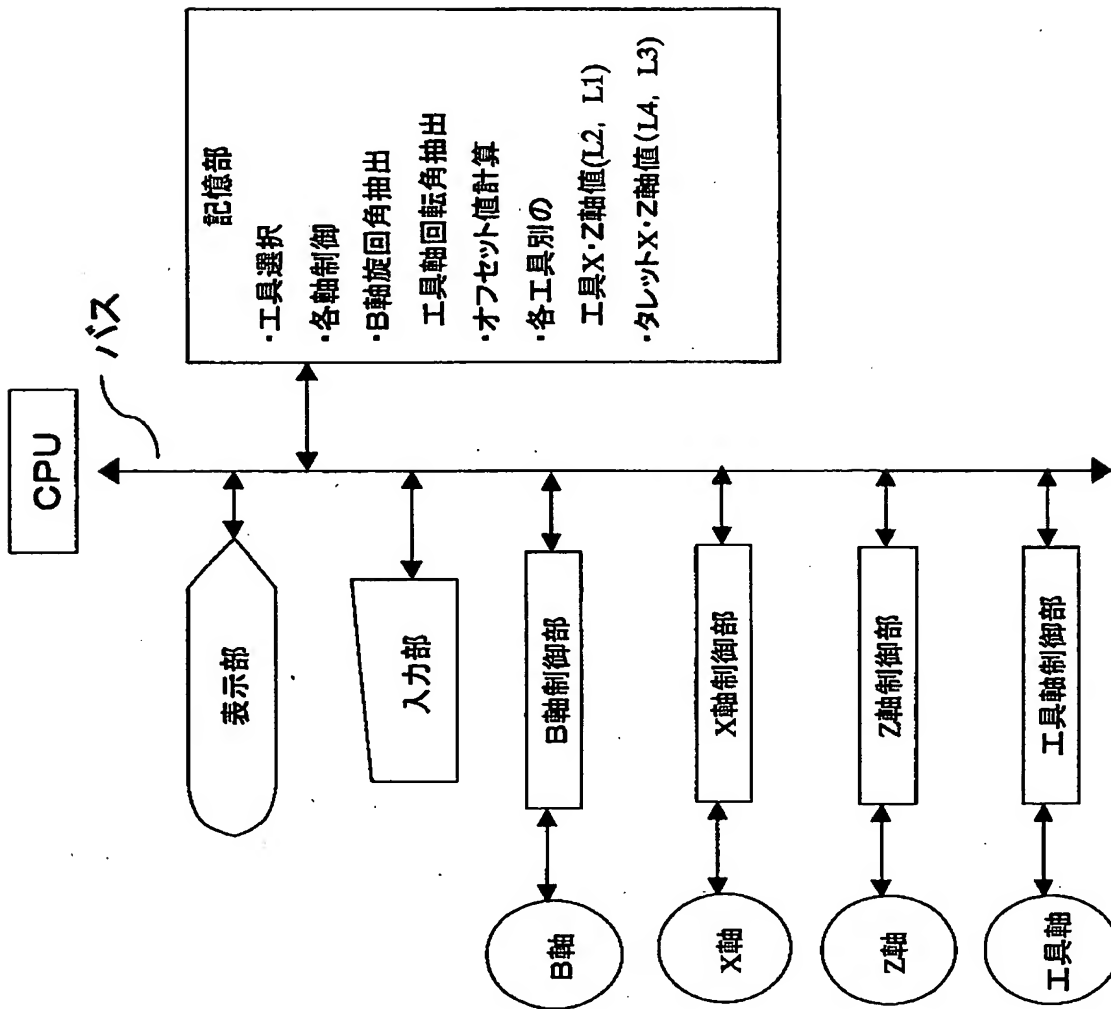 CPU
バス
記憶部
・工具選択
・各軸制御
・B軸旋回角抽出
工具軸回転角抽出
・オフセット値計算
・各工具別の
工具X・Z軸値(L2, L1)
・タレットX・Z軸値(L4, L3)
表示部
入力部
B軸制御部
B軸
X軸制御部
X軸
Z軸制御部
Z軸
工具軸制御部
工具軸